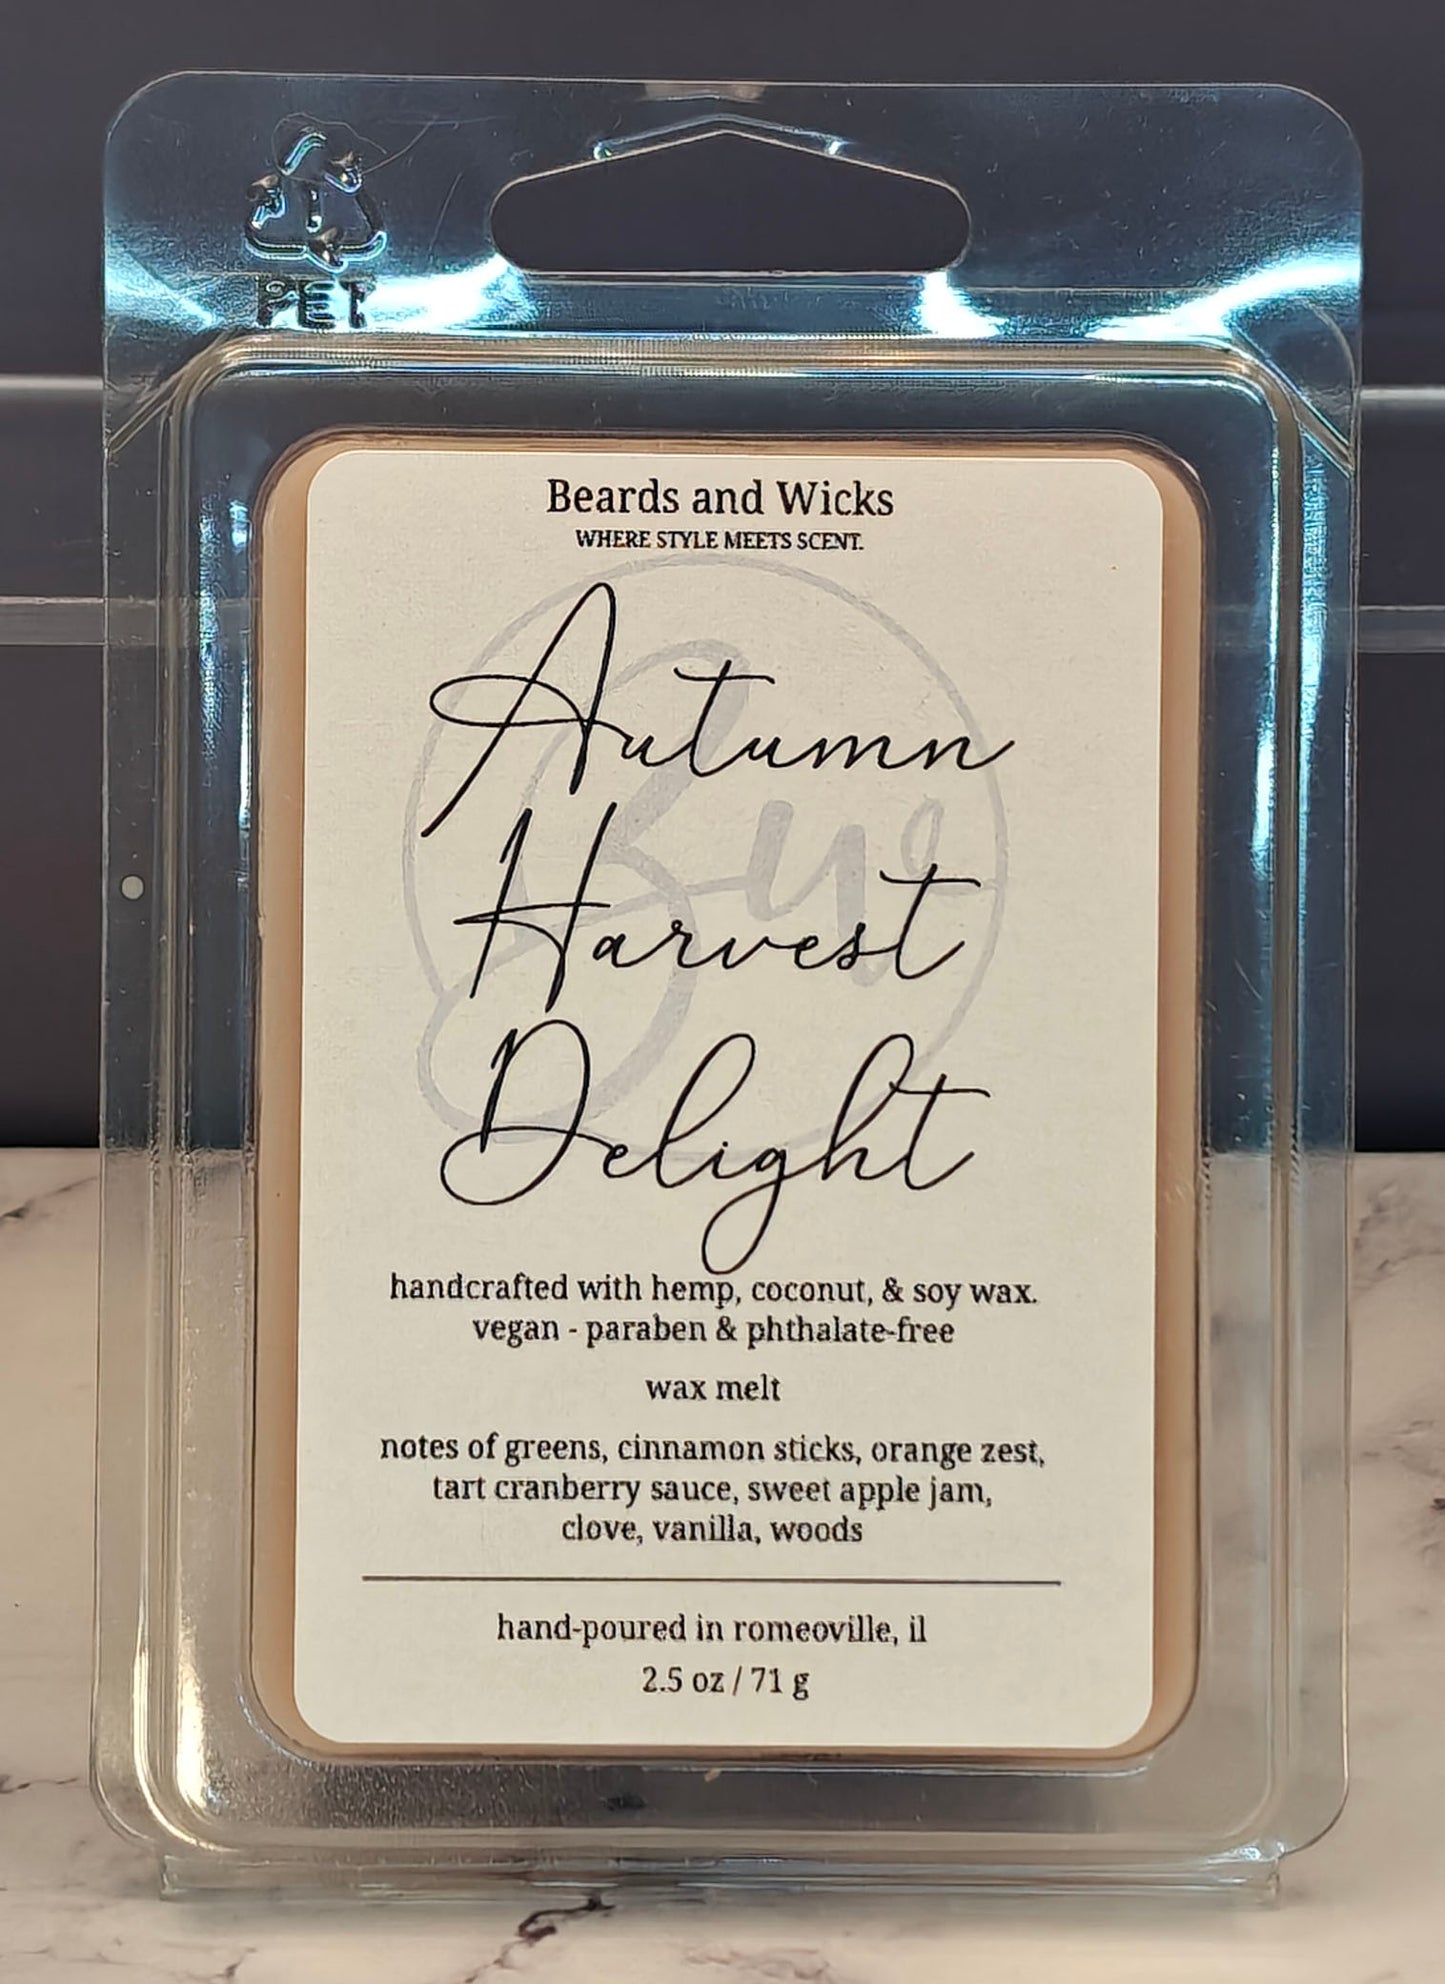 1
PET
Beards and Wicks
WHERE STYLE MEETS SCENT.
Bw
Autumn
Harvest
Delight
handcrafted with hemp, coconut, & soy wax.
vegan - paraben & phthalate-free
wax melt
notes of greens, cinnamon sticks, orange zest,
tart cranberry sauce, sweet apple jam,
clove, vanilla, woods
hand-poured in romeoville, il
2.5 oz / 71 g